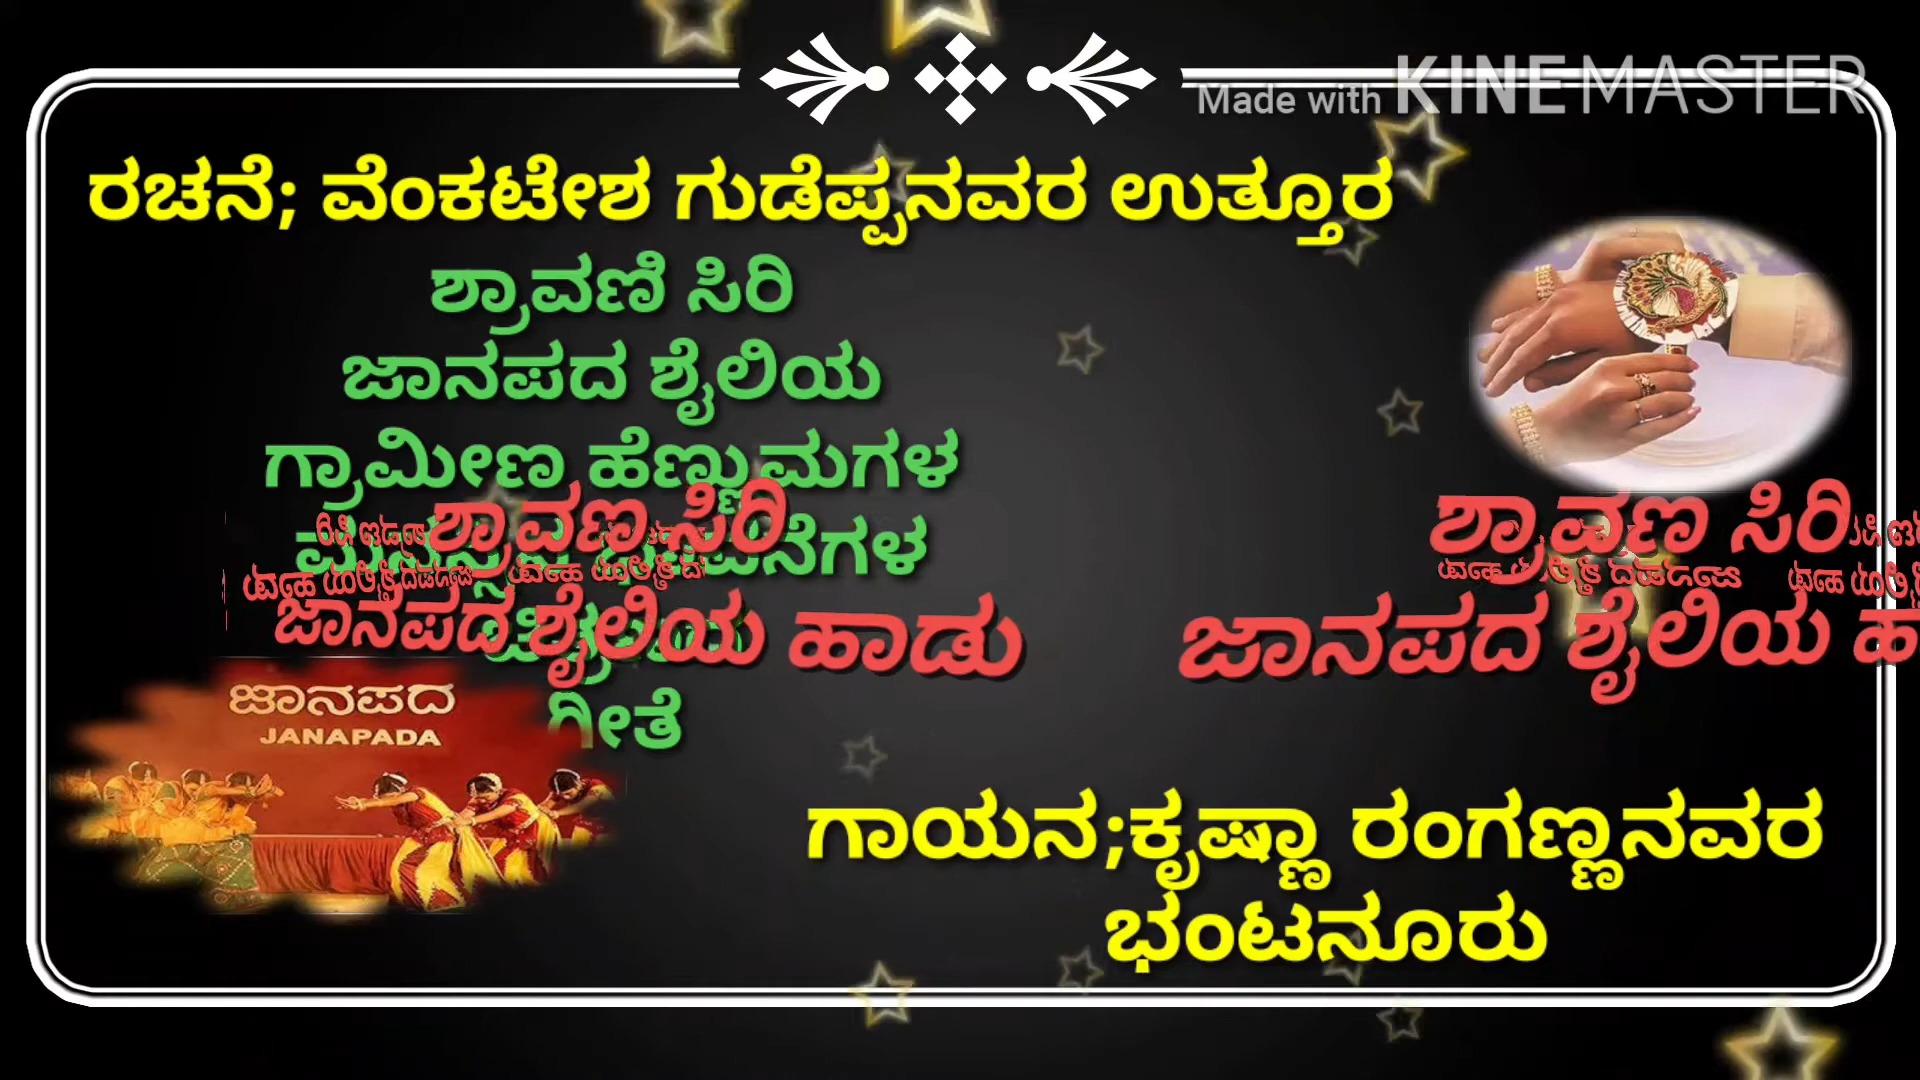 Made with KINEMASTER
ರಚನೆ; ವೆಂಕಟೇಶ ಗುಡೆಪ್ಪನವರ ಉತ್ತೂರ
ಶ್ರಾವಣಿ ಸಿರಿ
ಜಾನಪದ ಶೈಲಿಯ
ಗ್ರಾಮೀಣ ಹೆಣ್ಣುಮಗಳ
ಶ್ರಾವಣ ಸಿರಿ
ಶ್ರಾವಣ ಸಿರಿ
ಜಾನಪದ ಶೈಲಿಯ ಹಾಡು
ಜಾನಪದ ಶೈಲಿಯ
ಗೀತೆ
ಜಾನಪದ
JANAPADA
ಗಾಯನ;ಕೃಷ್ಣಾ ರಂಗಣ್ಣನವರ
ಭಂಟನೂರು